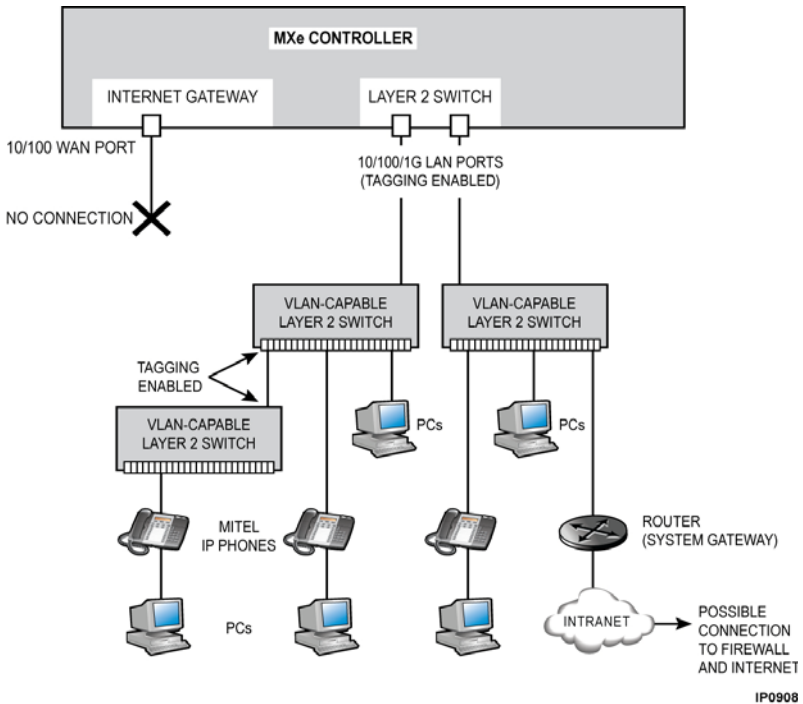 MXe CONTROLLER
INTERNET GATEWAY
LAYER 2 SWITCH
10/100 WAN PORT
10/100/1G LAN PORTS
(TAGGING ENABLED)
NO CONNECTION
VLAN-CAPABLE
LAYER 2 SWITCH
VLAN-CAPABLE
LAYER 2 SWITCH
TAGGING
ENABLED
VLAN-CAPABLE
LAYER 2 SWITCH
PCs
PCs
MITEL
IP PHONES
ROUTER
(SYSTEM GATEWAY)
PCs
INTRANET
POSSIBLE
CONNECTION
TO FIREWALL
AND INTERNET
IP0908